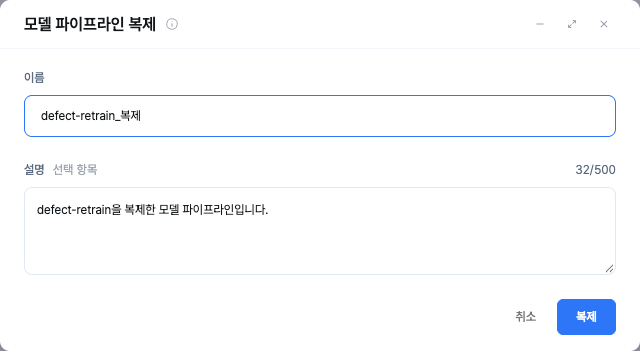 모델 파이프라인 복제
이름
defect-retrain_복제
설명 선택 항목 32/500
defect-retrain을 복제한 모델 파이프라인입니다.
취소 복제